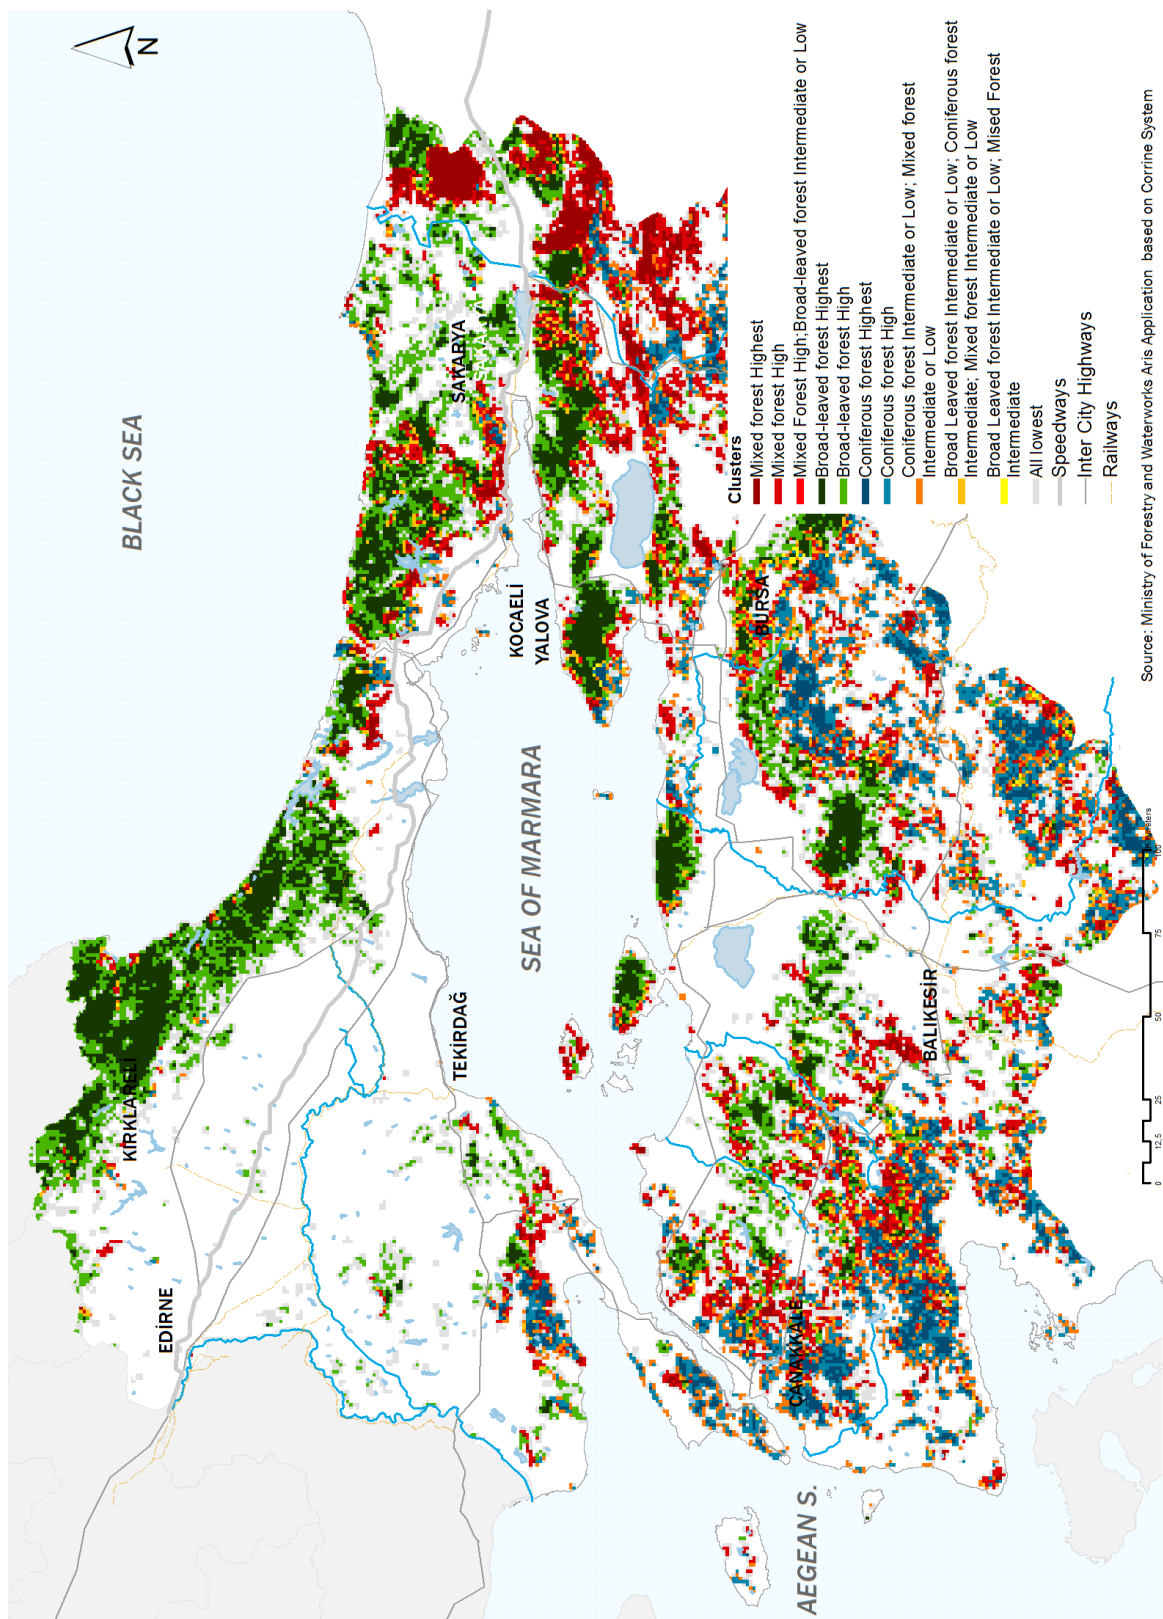 N
BLACK SEA
KIRKLARELİ
EDİRNE
SAKARYA
KOCAELİ
YALOVA
TEKİRDAĞ
SEA OF MARMARA
BURSA
ÇANAKKALE
BALIKESİR
AEGEAN S.
Clusters
Mixed forest Highest
Mixed forest High
Mixed Forest High;Broad-leaved forest Intermediate or Low
Broad-leaved forest Highest
Broad-leaved forest High
Coniferous forest Highest
Coniferous forest High
Coniferous forest Intermediate or Low; Mixed forest
Intermediate or Low
Broad Leaved forest Intermediate or Low; Coniferous forest
Intermediate; Mixed forest Intermediate or Low
Broad Leaved forest Intermediate or Low; Mised Forest
Intermediate
All lowest
Speedways
Inter City Highways
Railways
0 12,5 25 50 75 100
Source: Ministry of Forestry and Waterworks Aris Application based on Corrine System